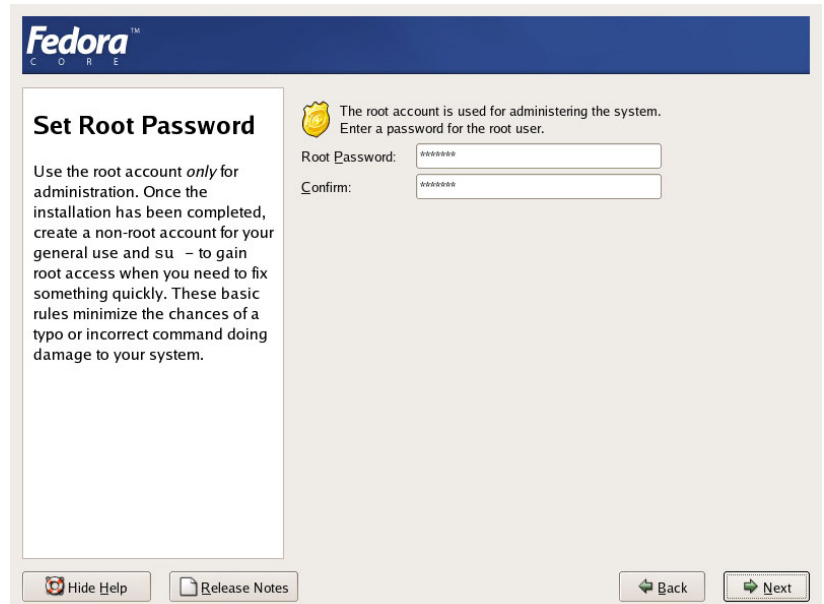 Fedora™
CORE
Set Root Password
Use the root account only for
administration. Once the
installation has been completed,
create a non-root account for your
general use and su - to gain
root access when you need to fix
something quickly. These basic
rules minimize the chances of a
typo or incorrect command doing
damage to your system.
The root account is used for administering the system.
Enter a password for the root user.
Root Password: *******
Confirm: *******
Hide Help Release Notes Back Next